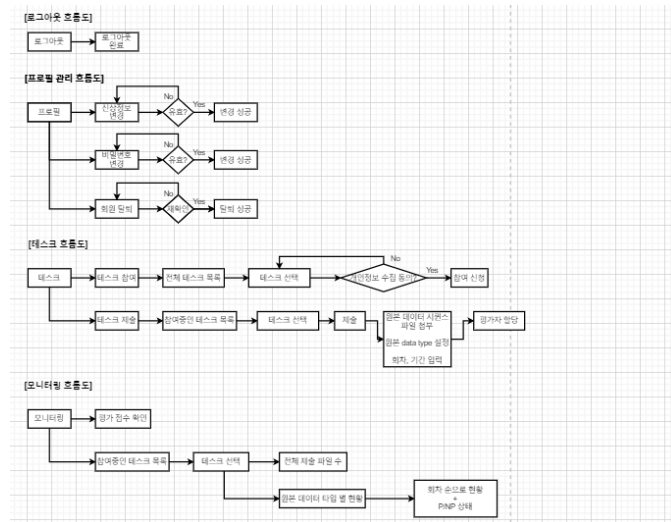 [로그아웃 흐름도]
로그아웃
로그아웃
완료
[프로필 관리 흐름도]
프로필
신상정보
변경
No
유효?
Yes
변경 성공
비밀번호
변경
No
유효?
Yes
변경 성공
회원 탈퇴
No
재확인
Yes
탈퇴 성공
[테스크 흐름도]
테스크
테스크 참여
전체 테스크 목록
테스크 선택
No
개인정보 수집 동의?
Yes
참여 신청
테스크 제출
참여중인 테스크 목록
테스크 선택
제출
원본 데이터 시퀀스
파일 첨부
원본 data type 설정
회차, 기간 입력
평가자 할당
[모니터링 흐름도]
모니터링
평가 점수 확인
참여중인 테스크 목록
테스크 선택
전체 제출 파일 수
원본 데이터 타입 별 현황
회차 순으로 현황
+
P/NP 상태